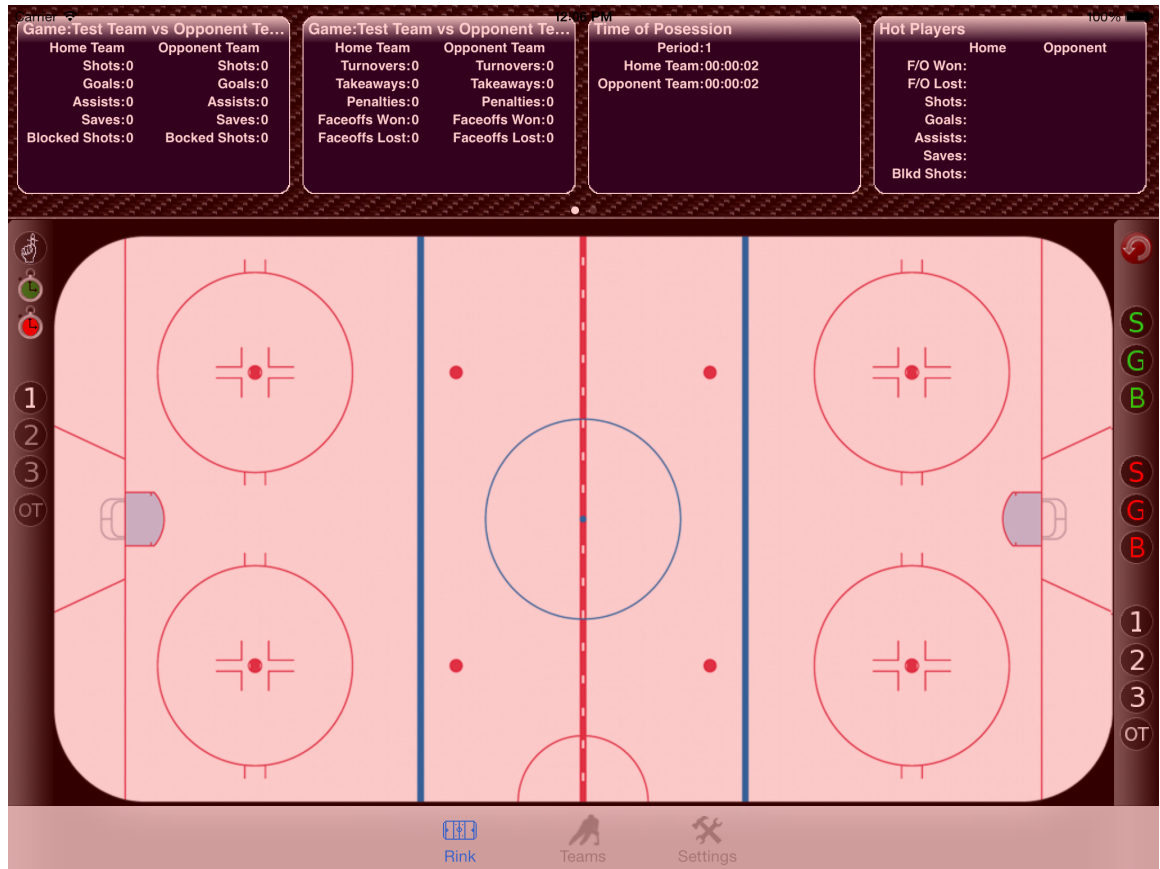 Carrier 100%
Game:Test Team vs Opponent Te...
Home Team Opponent Team
Shots:0 Shots:0
Goals:0 Goals:0
Assists:0 Assists:0
Saves:0 Saves:0
Blocked Shots:0 Bocked Shots:0
Game:Test Team vs Opponent Te...
Home Team Opponent Team
Turnovers:0 Turnovers:0
Takeaways:0 Takeaways:0
Penalties:0 Penalties:0
Faceoffs Won:0 Faceoffs Won:0
Faceoffs Lost:0 Faceoffs Lost:0
Time of Posession
Period:1
Home Team:00:00:02
Opponent Team:00:00:02
Hot Players
Home Opponent
F/O Won:
F/O Lost:
Shots:
Goals:
Assists:
Saves:
Blkd Shots:
1
2
3
OT
S
G
B
S
G
B
1
2
3
OT
Rink Teams Settings